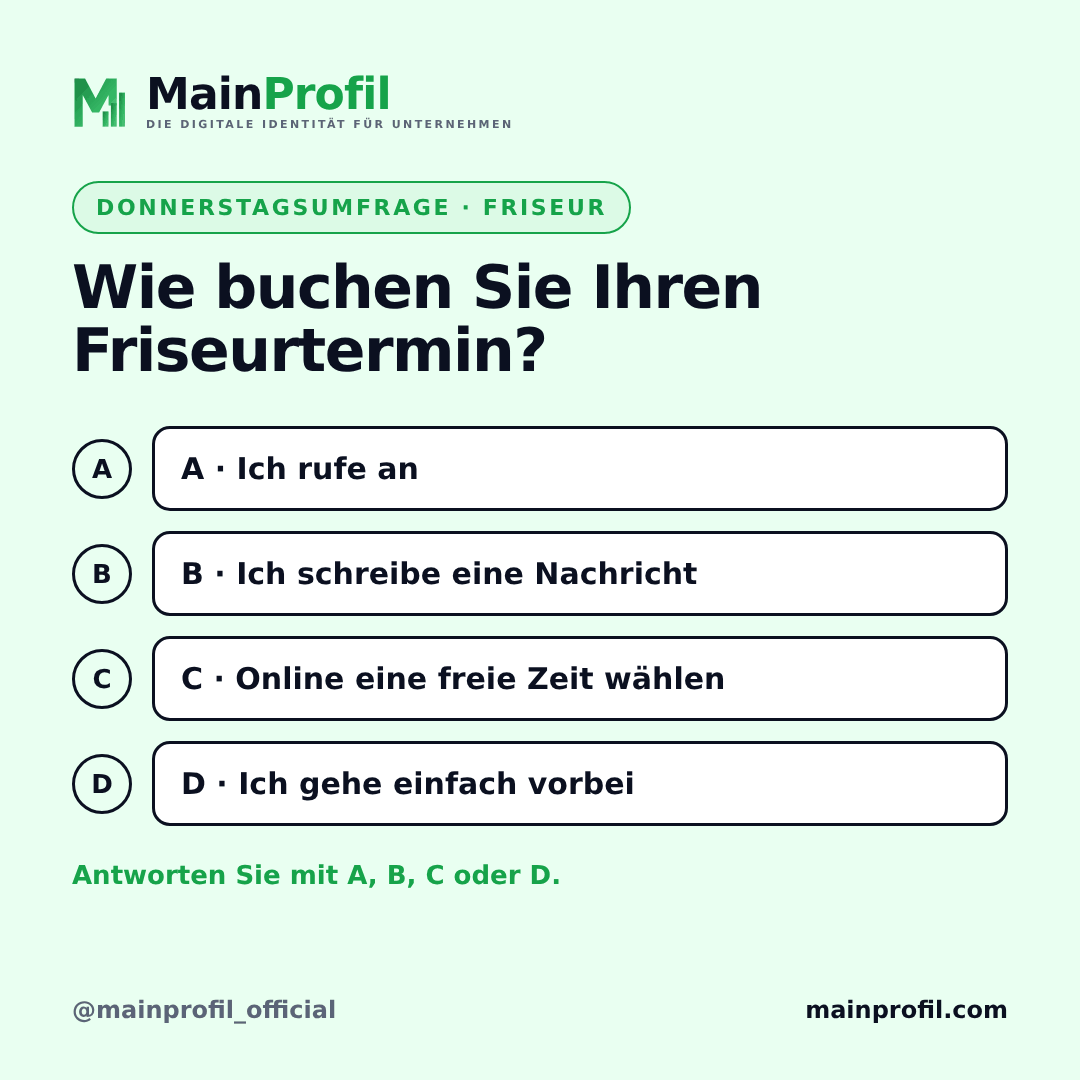 MainProfil
DIE DIGITALE IDENTITÄT FÜR UNTERNEHMEN
DONNERSTAGSUMFRAGE · FRISEUR
Wie buchen Sie Ihren
Friseurtermin?
A
A · Ich rufe an
B
B · Ich schreibe eine Nachricht
C
C · Online eine freie Zeit wählen
D
D · Ich gehe einfach vorbei
Antworten Sie mit A, B, C oder D.
@mainprofil_official
mainprofil.com